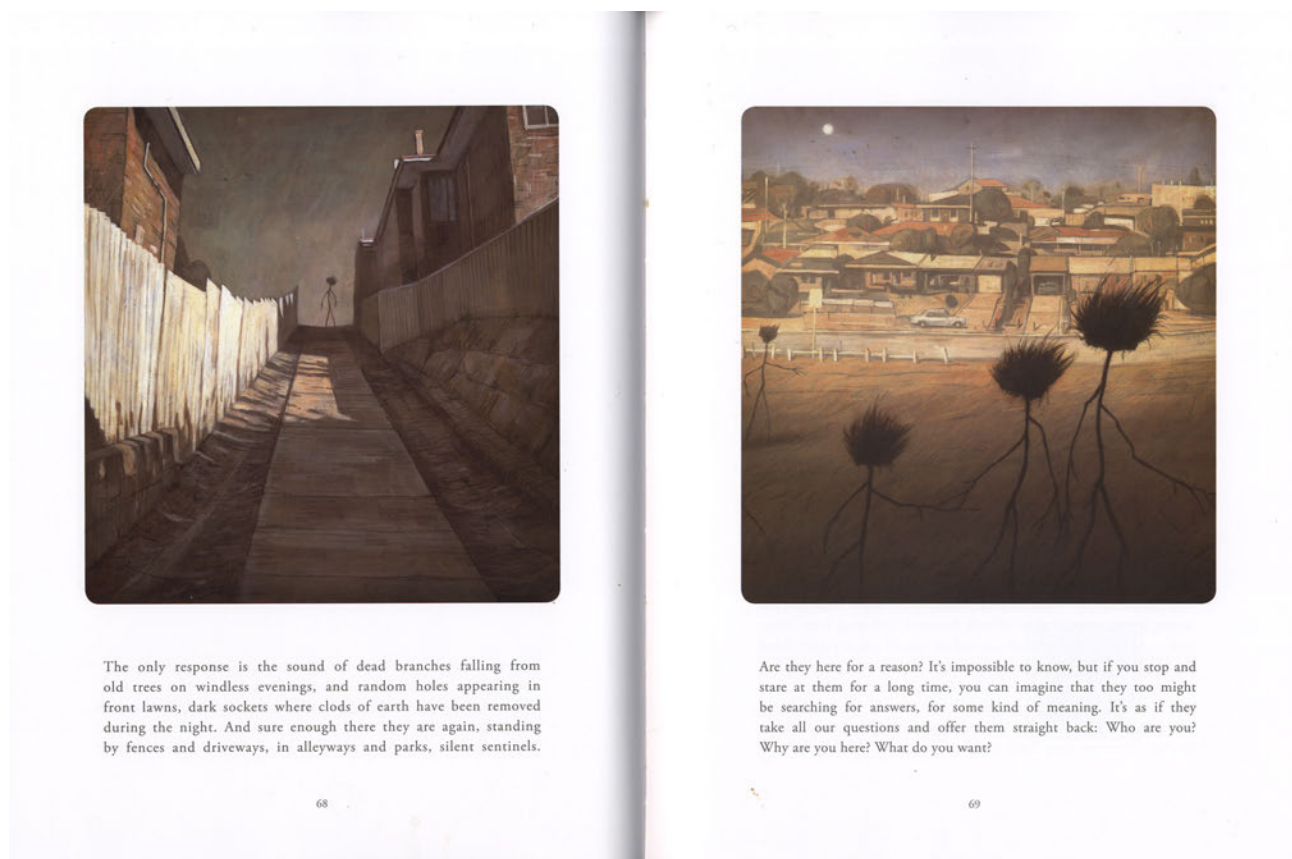 The only response is the sound of dead branches falling from
old trees on windless evenings, and random holes appearing in
front lawns, dark sockets where clods of earth have been removed
during the night. And sure enough there they are again, standing
by fences and driveways, in alleyways and parks, silent sentinels.
68
Are they here for a reason? It's impossible to know, but if you stop and
stare at them for a long time, you can imagine that they too might
be searching for answers, for some kind of meaning. It's as if they
take all our questions and offer them straight back: Who are you?
Why are you here? What do you want?
69